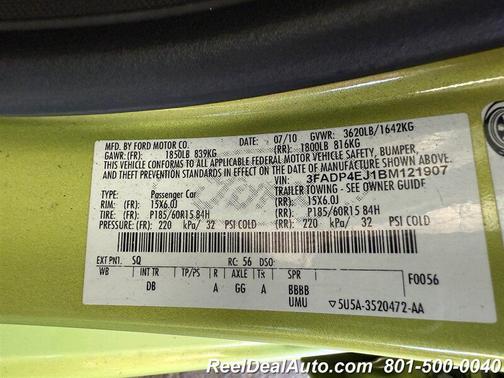 MFD. BY FORD MOTOR CO.
DATE: 07/10 GVWR: 3620LB/1642KG
GAWR:(FR): 1850LB 839KG (RR): 1800LB 816KG
THIS VEHICLE CONFORMS TO ALL APPLICABLE FEDERAL MOTOR VEHICLE SAFETY, BUMPER,
AND THEFT PREVENTION STANDARDS IN EFFECT ON THE DATE OF MANUFACTURE SHOWN ABOVE.
VIN: 3FADP4EJ1BM121907
TYPE: Passenger Car TRAILER TOWING - SEE OWNER GUIDE
RIM: (FR) 15X6.0J (RR): 15X6.0J
TIRE: (FR): P185/60R15 84H (RR): P185/60R15 84H
PRESSURE: (FR): 220 kPa/ 32 PSI COLD (RR): 220 kPa/ 32 PSI COLD
EXT PNT: SQ RC: 56 DSO:
WB INT TR TP/PS R AXLE TR SPR F0056
DB A GG A BBBB
UMU ▽5U5A-3520472-AA
ReelDealAuto.com 801-500-0040